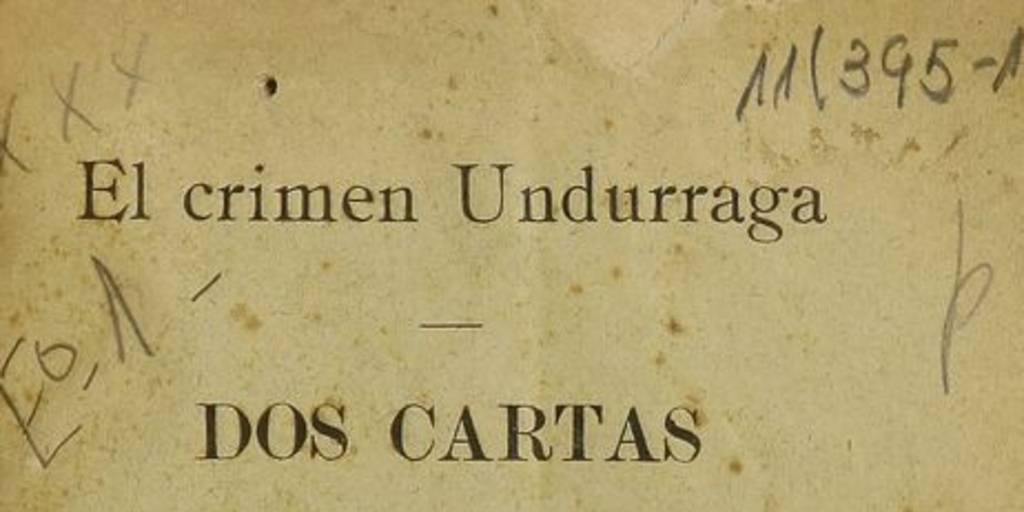 11(395-1
El crimen Undurraga
DOS CARTAS